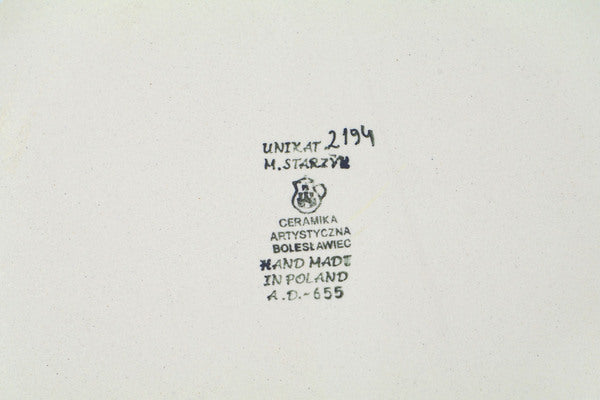 UNIKAT 2194
M. STARZYK
CERAMIKA
ARTYSTYCZNA
BOLESŁAWIEC
HAND MADE
IN POLAND
A.D.-655